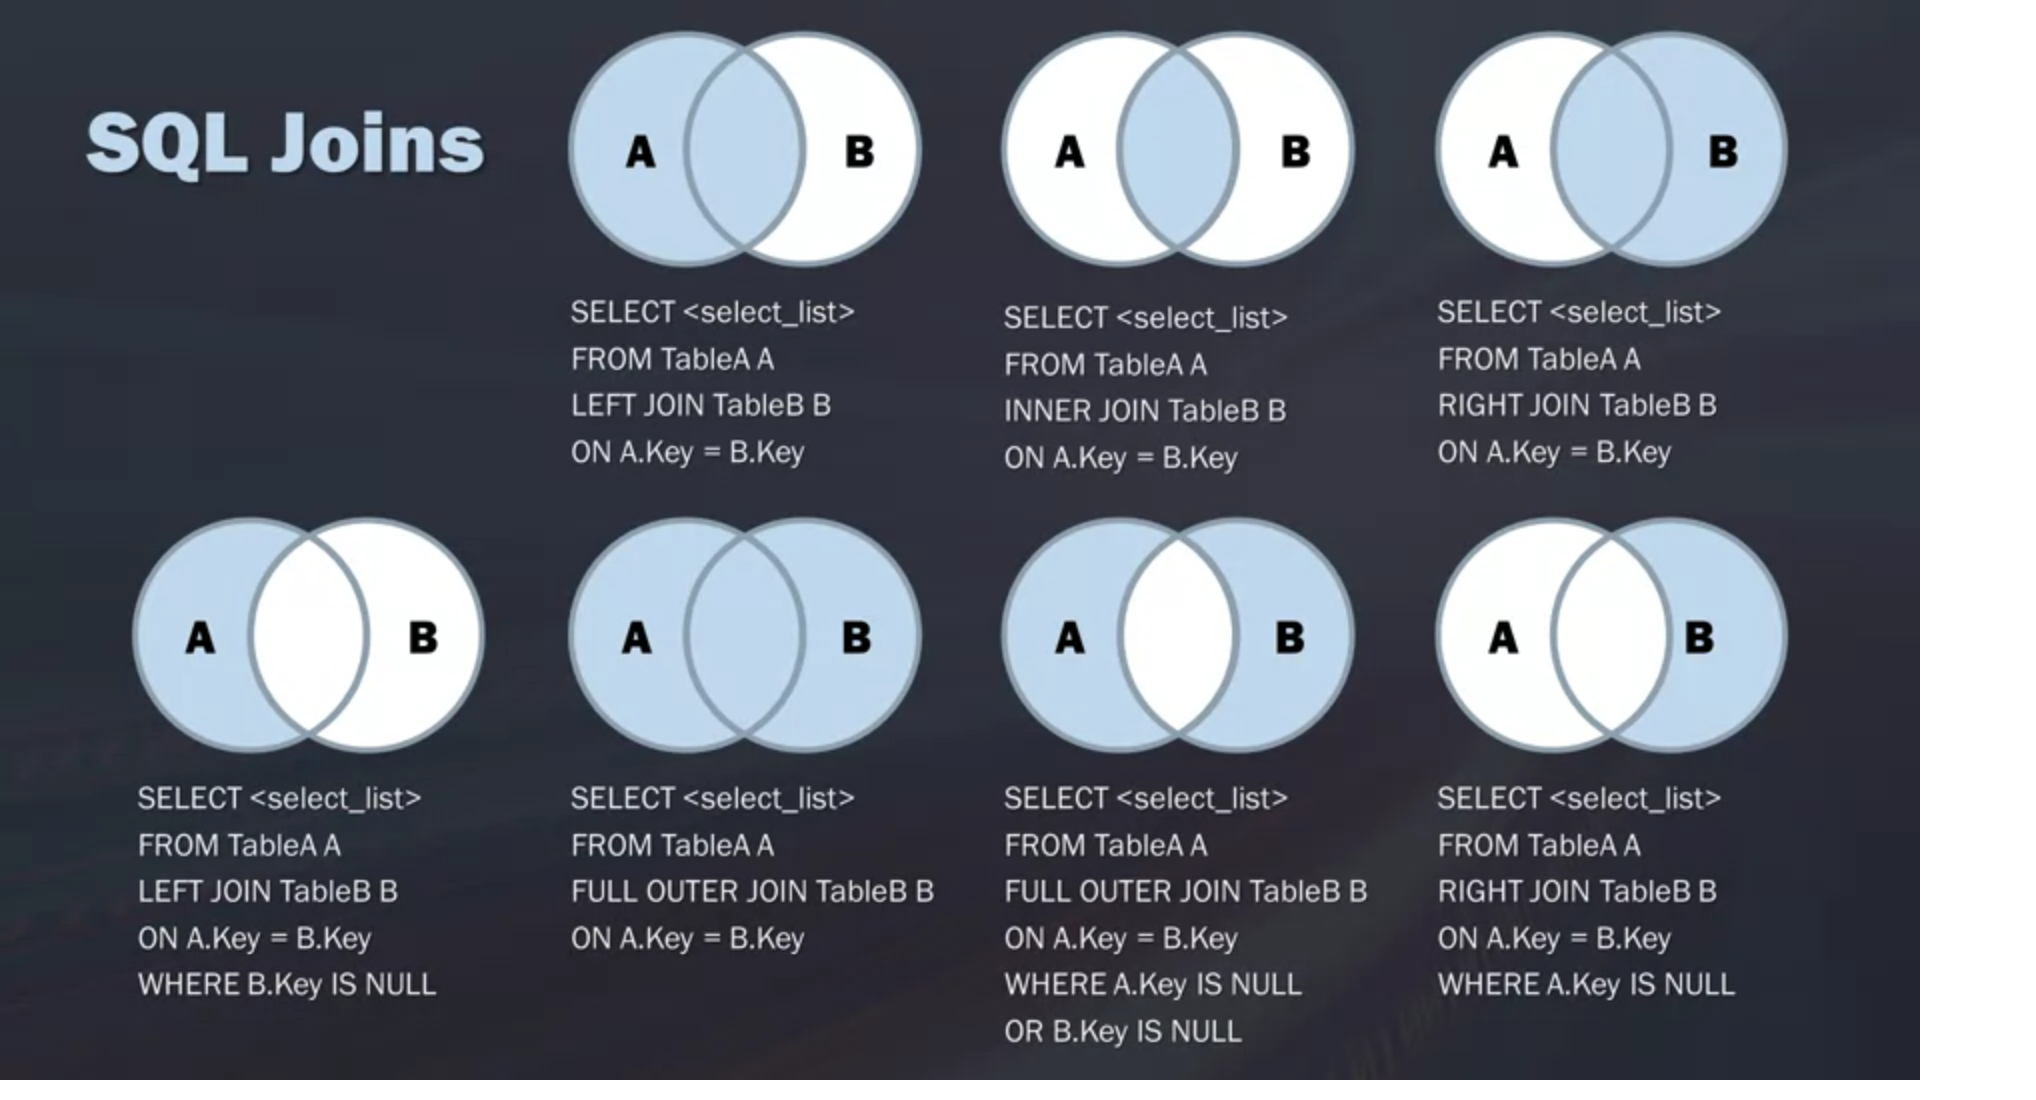 SQL Joins
A B
SELECT <select_list>
FROM TableA A
LEFT JOIN TableB B
ON A.Key = B.Key
A B
SELECT <select_list>
FROM TableA A
INNER JOIN TableB B
ON A.Key = B.Key
A B
SELECT <select_list>
FROM TableA A
RIGHT JOIN TableB B
ON A.Key = B.Key
A B
SELECT <select_list>
FROM TableA A
LEFT JOIN TableB B
ON A.Key = B.Key
WHERE B.Key IS NULL
A B
SELECT <select_list>
FROM TableA A
FULL OUTER JOIN TableB B
ON A.Key = B.Key
A B
SELECT <select_list>
FROM TableA A
FULL OUTER JOIN TableB B
ON A.Key = B.Key
WHERE A.Key IS NULL
OR B.Key IS NULL
A B
SELECT <select_list>
FROM TableA A
RIGHT JOIN TableB B
ON A.Key = B.Key
WHERE A.Key IS NULL